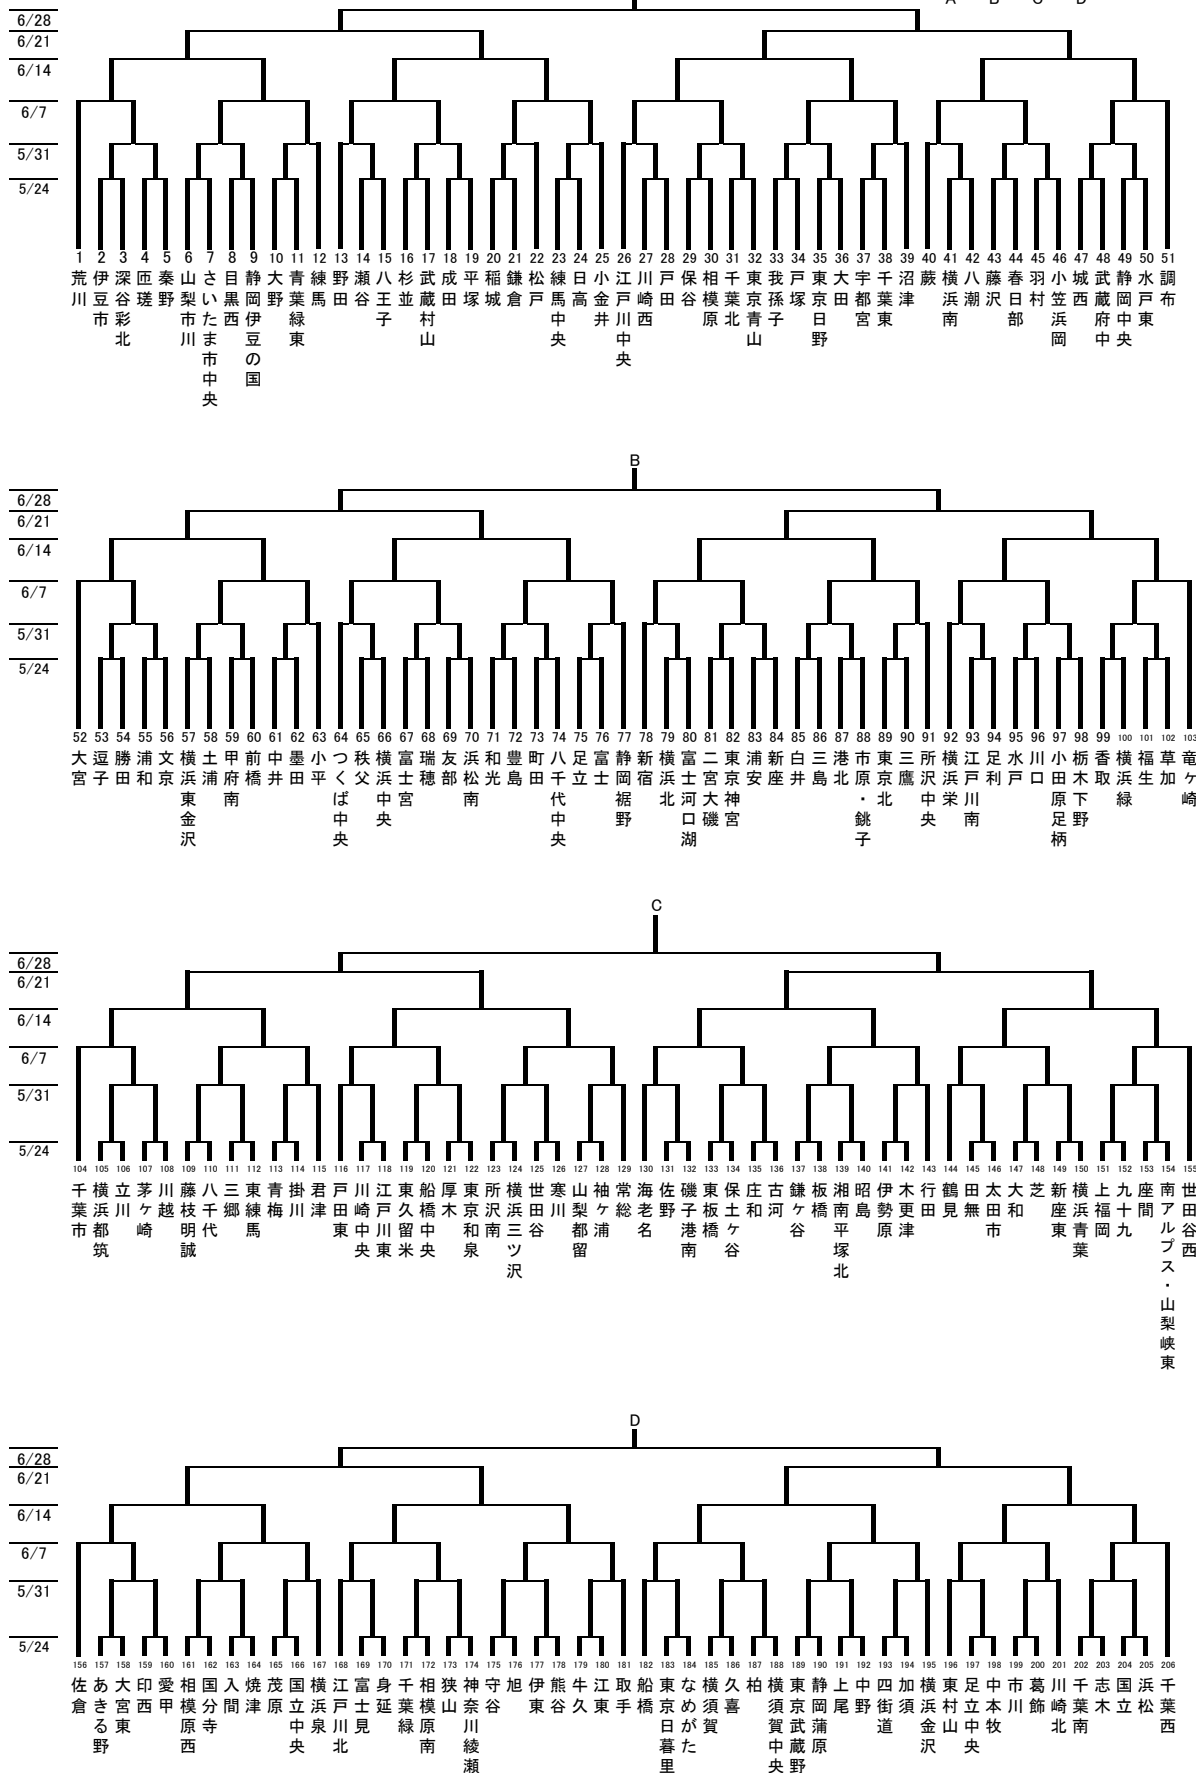 A B C D
6/28
6/21
6/14
6/7
5/31
5/24
1 荒川
2 伊豆市
3 深谷彩北
4 匝瑳
5 秦野
6 山梨市川
7 さいたま市中央
8 目黒西
9 静岡伊豆の国
10 大野
11 青葉緑東
12 練馬
13 野田
14 瀬谷
15 八王子
16 杉並
17 武蔵村山
18 成田
19 平塚
20 稲城
21 鎌倉
22 松戸
23 練馬中央
24 日高
25 小金井
26 江戸川中央
27 川崎西
28 戸田
29 保谷
30 相模原
31 千葉北
32 東京青山
33 我孫子
34 戸塚
35 東京日野
36 大田
37 宇都宮
38 千葉東
39 沼津
40 蕨
41 横浜南
42 八潮
43 藤沢
44 春日部
45 羽村
46 小笠浜岡
47 城西
48 武蔵府中
49 静岡中央
50 水戸東
51 調布
B
6/28
6/21
6/14
6/7
5/31
5/24
52 大宮
53 逗子
54 勝田
55 浦和
56 文京
57 横浜東金沢
58 土浦
59 甲府南
60 前橋
61 中井
62 墨田
63 小平
64 つくば中央
65 秩父
66 横浜中央
67 富士宮
68 瑞穂
69 友部
70 浜松南
71 和光
72 豊島
73 町田
74 八千代中央
75 足立
76 富士
77 静岡裾野
78 新宿
79 横浜北
80 富士河口湖
81 二宮大磯
82 東京神宮
83 浦安
84 新座
85 白井
86 三島
87 港北
88 市原・銚子
89 東京北
90 三鷹
91 所沢中央
92 横浜栄
93 江戸川南
94 足利
95 水戸
96 川口
97 小田原足柄
98 栃木下野
99 香取
100 横浜緑
101 福生
102 草加
103 竜ヶ崎
C
6/28
6/21
6/14
6/7
5/31
5/24
104 千葉市
105 横浜都筑
106 立川
107 茅ヶ崎
108 川越
109 藤枝明誠
110 八千代
111 三郷
112 東練馬
113 青梅
114 掛川
115 君津
116 戸田東
117 川崎中央
118 江戸川東
119 東久留米
120 船橋中央
121 厚木
122 東京和泉
123 所沢南
124 横浜三ツ沢
125 世田谷
126 寒川
127 山梨都留
128 袖ヶ浦
129 常総
130 海老名
131 佐野
132 磯子港南
133 東板橋
134 保土ヶ谷
135 庄和
136 古河
137 鎌ヶ谷
138 板橋
139 湘南平塚北
140 昭島
141 伊勢原
142 木更津
143 行田
144 鶴見
145 田無
146 太田市
147 大和
148 芝
149 新座東
150 横浜青葉
151 上福岡
152 九十九
153 座間
154 南アルプス・山梨峡東
155 世田谷西
D
6/28
6/21
6/14
6/7
5/31
5/24
156 佐倉
157 あきる野
158 大宮東
159 印西
160 愛甲
161 相模原西
162 国分寺
163 入間
164 焼津
165 茂原
166 国立中央
167 横浜泉
168 江戸川北
169 富士見
170 身延
171 千葉緑
172 相模原南
173 狭山
174 神奈川綾瀬
175 守谷
176 旭
177 伊東
178 熊谷
179 牛久
180 江東
181 取手
182 船橋
183 東京日暮里
184 なめがた
185 横須賀
186 久喜
187 柏
188 横須賀中央
189 東京武蔵野
190 静岡蒲原
191 上尾
192 中野
193 四街道
194 加須
195 横浜金沢
196 東村山
197 足立中央
198 中本牧
199 市川
200 葛飾
201 川崎北
202 千葉南
203 志木
204 国立
205 浜松
206 千葉西